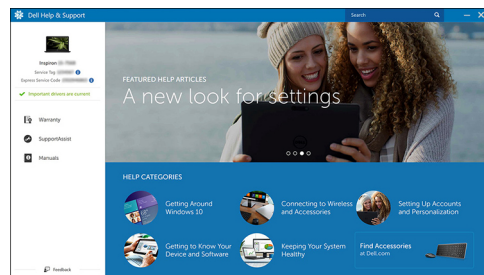 Dell Help & Support
Search
Inspiron
Service Tag
Express Service Code
Important drivers are current
Warranty
SupportAssist
Manuals
Feedback
FEATURED HELP ARTICLES
A new look for settings
HELP CATEGORIES
Getting Around
Windows 10
Connecting to Wireless
and Accessories
Setting Up Accounts
and Personalization
Getting to Know Your
Device and Software
Keeping Your System
Healthy
Find Accessories
at Dell.com